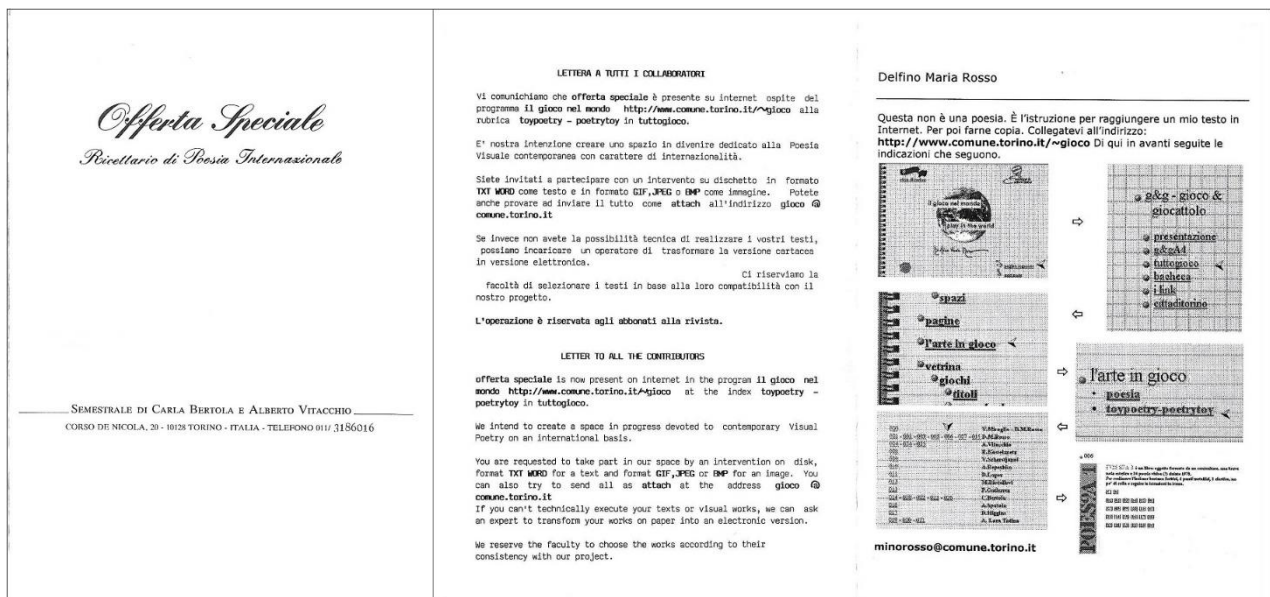 Offerta Speciale
Ricettario di Poesia Internazionale
SEMESTRALE DI CARLA BERTOLA E ALBERTO VITACCHIO
CORSO DE NICOLA, 20 - 10128 TORINO - ITALIA - TELEFONO 011/ 3186016
LETTERA A TUTTI I COLLABORATORI
Vi comunichiamo che offerta speciale è presente su internet ospite del
programma il gioco nel mondo http://www.comune.torino.it/~gioco alla
rubrica toypoetry - poetrytoy in tuttogioco.
E' nostra intenzione creare uno spazio in divenire dedicato alla Poesia
Visuale contemporanea con carattere di internazionalità.
Siete invitati a partecipare con un intervento su dischetto in formato
TXT WORD come testo e in formato GIF,JPEG o BMP come immagine. Potete
anche provare ad inviare il tutto come attach all'indirizzo gioco @
comune.torino.it
Se invece non avete la possibilità tecnica di realizzare i vostri testi,
possiamo incaricare un operatore di trasformare la versione cartacea
in versione elettronica.
Ci riserviamo la
facoltà di selezionare i testi in base alla loro compatibilità con il
nostro progetto.
L'operazione è riservata agli abbonati alla rivista.
LETTER TO ALL THE CONTRIBUTORS
offerta speciale is now present on internet in the program il gioco nel
mondo http://www.comune.torino.it/~gioco at the index toypoetry -
poetrytoy in tuttogioco.
We intend to create a space in progress devoted to contemporary Visual
Poetry on an international basis.
You are requested to take part in our space by an intervention on disk,
format TXT WORD for a text and format GIF,JPEG or BMP for an image. You
can also try to send all as attach at the address gioco @
comune.torino.it
If you can't technically execute your texts or visual works, we can ask
an expert to transform your works on paper into an electronic version.
We reserve the faculty to choose the works according to their
consistency with our project.
Delfino Maria Rosso
Questa non è una poesia. È l'istruzione per raggiungere un mio testo in
Internet. Per poi farne copia. Collegatevi all'indirizzo:
http://www.comune.torino.it/~gioco Di qui in avanti seguite le
indicazioni che seguono.
il gioco nel mondo
play in the world
g&g - gioco &
giocattolo
presentazione
g&gA4
tuttogioco
bacheca
i link
cittaditorino
spazi
pagine
l'arte in gioco
vetrina
giochi
titoli
l'arte in gioco
poesia
toypoetry-poetrytoy
A.Vitacchio
C.Bertola
A.Spatola
D.Higgins
006
minorosso@comune.torino.it